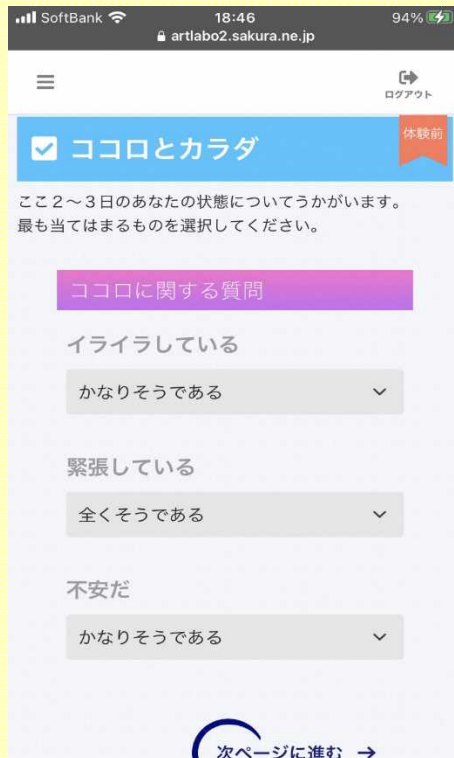 SoftBank 18:46 94%
artlabo2.sakura.ne.jp
ログアウト
ココロとカラダ
体験前
ここ2〜3日のあなたの状態についてうかがいます。
最も当てはまるものを選択してください。
ココロに関する質問
イライラしている
かなりそうである
緊張している
全くそうである
不安だ
かなりそうである
次ページに進む →